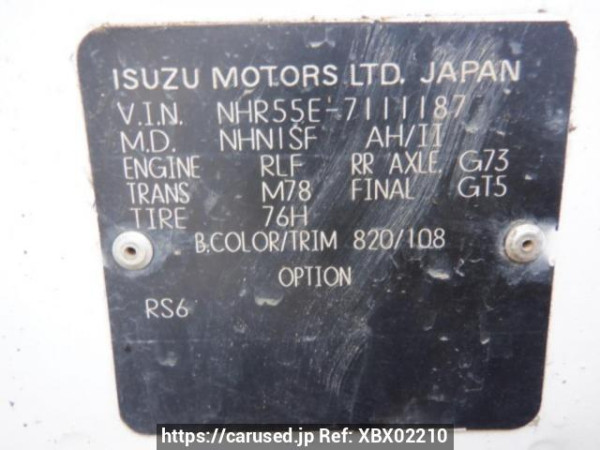 ISUZU MOTORS LTD. JAPAN
V.I.N. NHR55E-7111187
M.D. NHN1SF AH/II
ENGINE RLF RR AXLE G73
TRANS M78 FINAL GT5
TIRE 76H
B.COLOR/TRIM 820/108
OPTION
RS6
https://carused.jp Ref: XBX02210